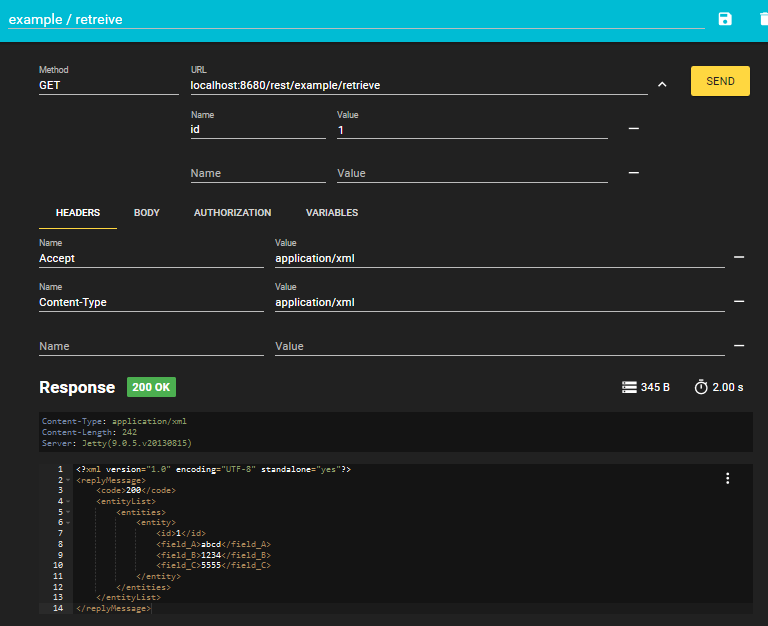 example / retreive
Method
GET
URL
localhost:8680/rest/example/retrieve
SEND
Name
id
Value
1
Name
Value
HEADERS BODY AUTHORIZATION VARIABLES
Name
Accept
Value
application/xml
Name
Content-Type
Value
application/xml
Name
Value
Response 200 OK 345 B 2.00 s
Content-Type: application/xml
Content-Length: 242
Server: Jetty(9.0.5.v20130815)
1 <?xml version="1.0" encoding="UTF-8" standalone="yes"?>
2 <replyMessage>
3 <code>200</code>
4 <entityList>
5 <entities>
6 <entity>
7 <id>1</id>
8 <field_A>abcd</field_A>
9 <field_B>1234</field_B>
10 <field_C>5555</field_C>
11 </entity>
12 </entities>
13 </entityList>
14 </replyMessage>